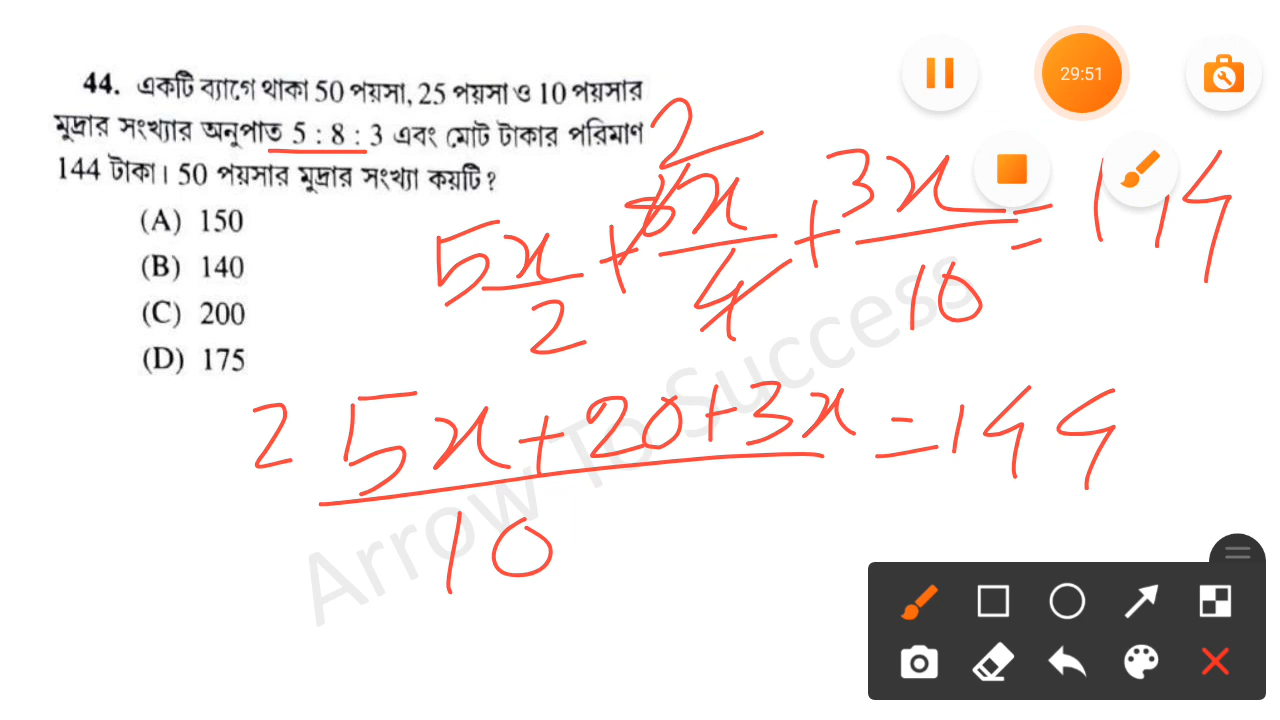 44. একটি ব্যাগে থাকা 50 পয়সা, 25 পয়সা ও 10 পয়সার
মুদ্রার সংখ্যার অনুপাত 5 : 8 : 3 এবং মোট টাকার পরিমাণ
144 টাকা। 50 পয়সার মুদ্রার সংখ্যা কয়টি?
(A) 150
(B) 140
(C) 200
(D) 175
2
5x/2 + 8x/4 + 3x/10 = 144
25x+20+3x/10 = 144
Arrow To Success
29:51